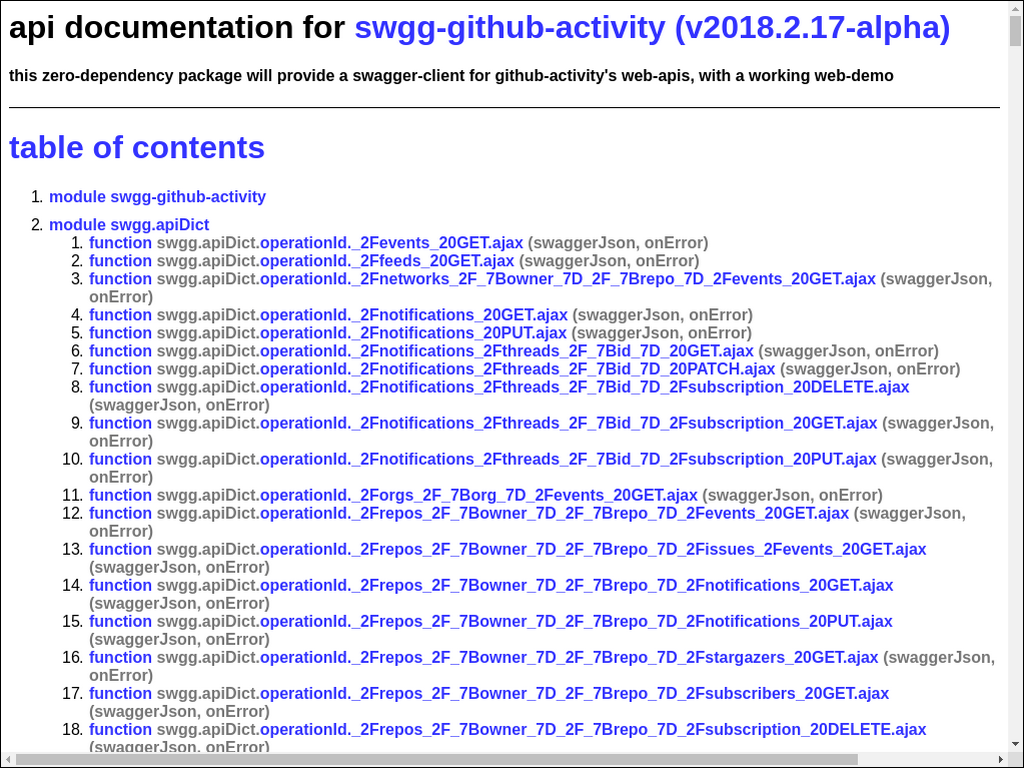 api documentation for swgg-github-activity (v2018.2.17-alpha)
this zero-dependency package will provide a swagger-client for github-activity's web-apis, with a working web-demo
table of contents
1. module swgg-github-activity
2. module swgg.apiDict
1. function swgg.apiDict.operationId._2Fevents_20GET.ajax (swaggerJson, onError)
2. function swgg.apiDict.operationId._2Ffeeds_20GET.ajax (swaggerJson, onError)
3. function swgg.apiDict.operationId._2Fnetworks_2F_7Bowner_7D_2F_7Brepo_7D_2Fevents_20GET.ajax (swaggerJson,
onError)
4. function swgg.apiDict.operationId._2Fnotifications_20GET.ajax (swaggerJson, onError)
5. function swgg.apiDict.operationId._2Fnotifications_20PUT.ajax (swaggerJson, onError)
6. function swgg.apiDict.operationId._2Fnotifications_2Fthreads_2F_7Bid_7D_20GET.ajax (swaggerJson, onError)
7. function swgg.apiDict.operationId._2Fnotifications_2Fthreads_2F_7Bid_7D_20PATCH.ajax (swaggerJson, onError)
8. function swgg.apiDict.operationId._2Fnotifications_2Fthreads_2F_7Bid_7D_2Fsubscription_20DELETE.ajax
(swaggerJson, onError)
9. function swgg.apiDict.operationId._2Fnotifications_2Fthreads_2F_7Bid_7D_2Fsubscription_20GET.ajax (swaggerJson,
onError)
10. function swgg.apiDict.operationId._2Fnotifications_2Fthreads_2F_7Bid_7D_2Fsubscription_20PUT.ajax (swaggerJson,
onError)
11. function swgg.apiDict.operationId._2Forgs_2F_7Borg_7D_2Fevents_20GET.ajax (swaggerJson, onError)
12. function swgg.apiDict.operationId._2Frepos_2F_7Bowner_7D_2F_7Brepo_7D_2Fevents_20GET.ajax (swaggerJson,
onError)
13. function swgg.apiDict.operationId._2Frepos_2F_7Bowner_7D_2F_7Brepo_7D_2Fissues_2Fevents_20GET.ajax
(swaggerJson, onError)
14. function swgg.apiDict.operationId._2Frepos_2F_7Bowner_7D_2F_7Brepo_7D_2Fnotifications_20GET.ajax
(swaggerJson, onError)
15. function swgg.apiDict.operationId._2Frepos_2F_7Bowner_7D_2F_7Brepo_7D_2Fnotifications_20PUT.ajax
(swaggerJson, onError)
16. function swgg.apiDict.operationId._2Frepos_2F_7Bowner_7D_2F_7Brepo_7D_2Fstargazers_20GET.ajax (swaggerJson,
onError)
17. function swgg.apiDict.operationId._2Frepos_2F_7Bowner_7D_2F_7Brepo_7D_2Fsubscribers_20GET.ajax
(swaggerJson, onError)
18. function swgg.apiDict.operationId._2Frepos_2F_7Bowner_7D_2F_7Brepo_7D_2Fsubscription_20DELETE.ajax
(swaggerJson, onError)